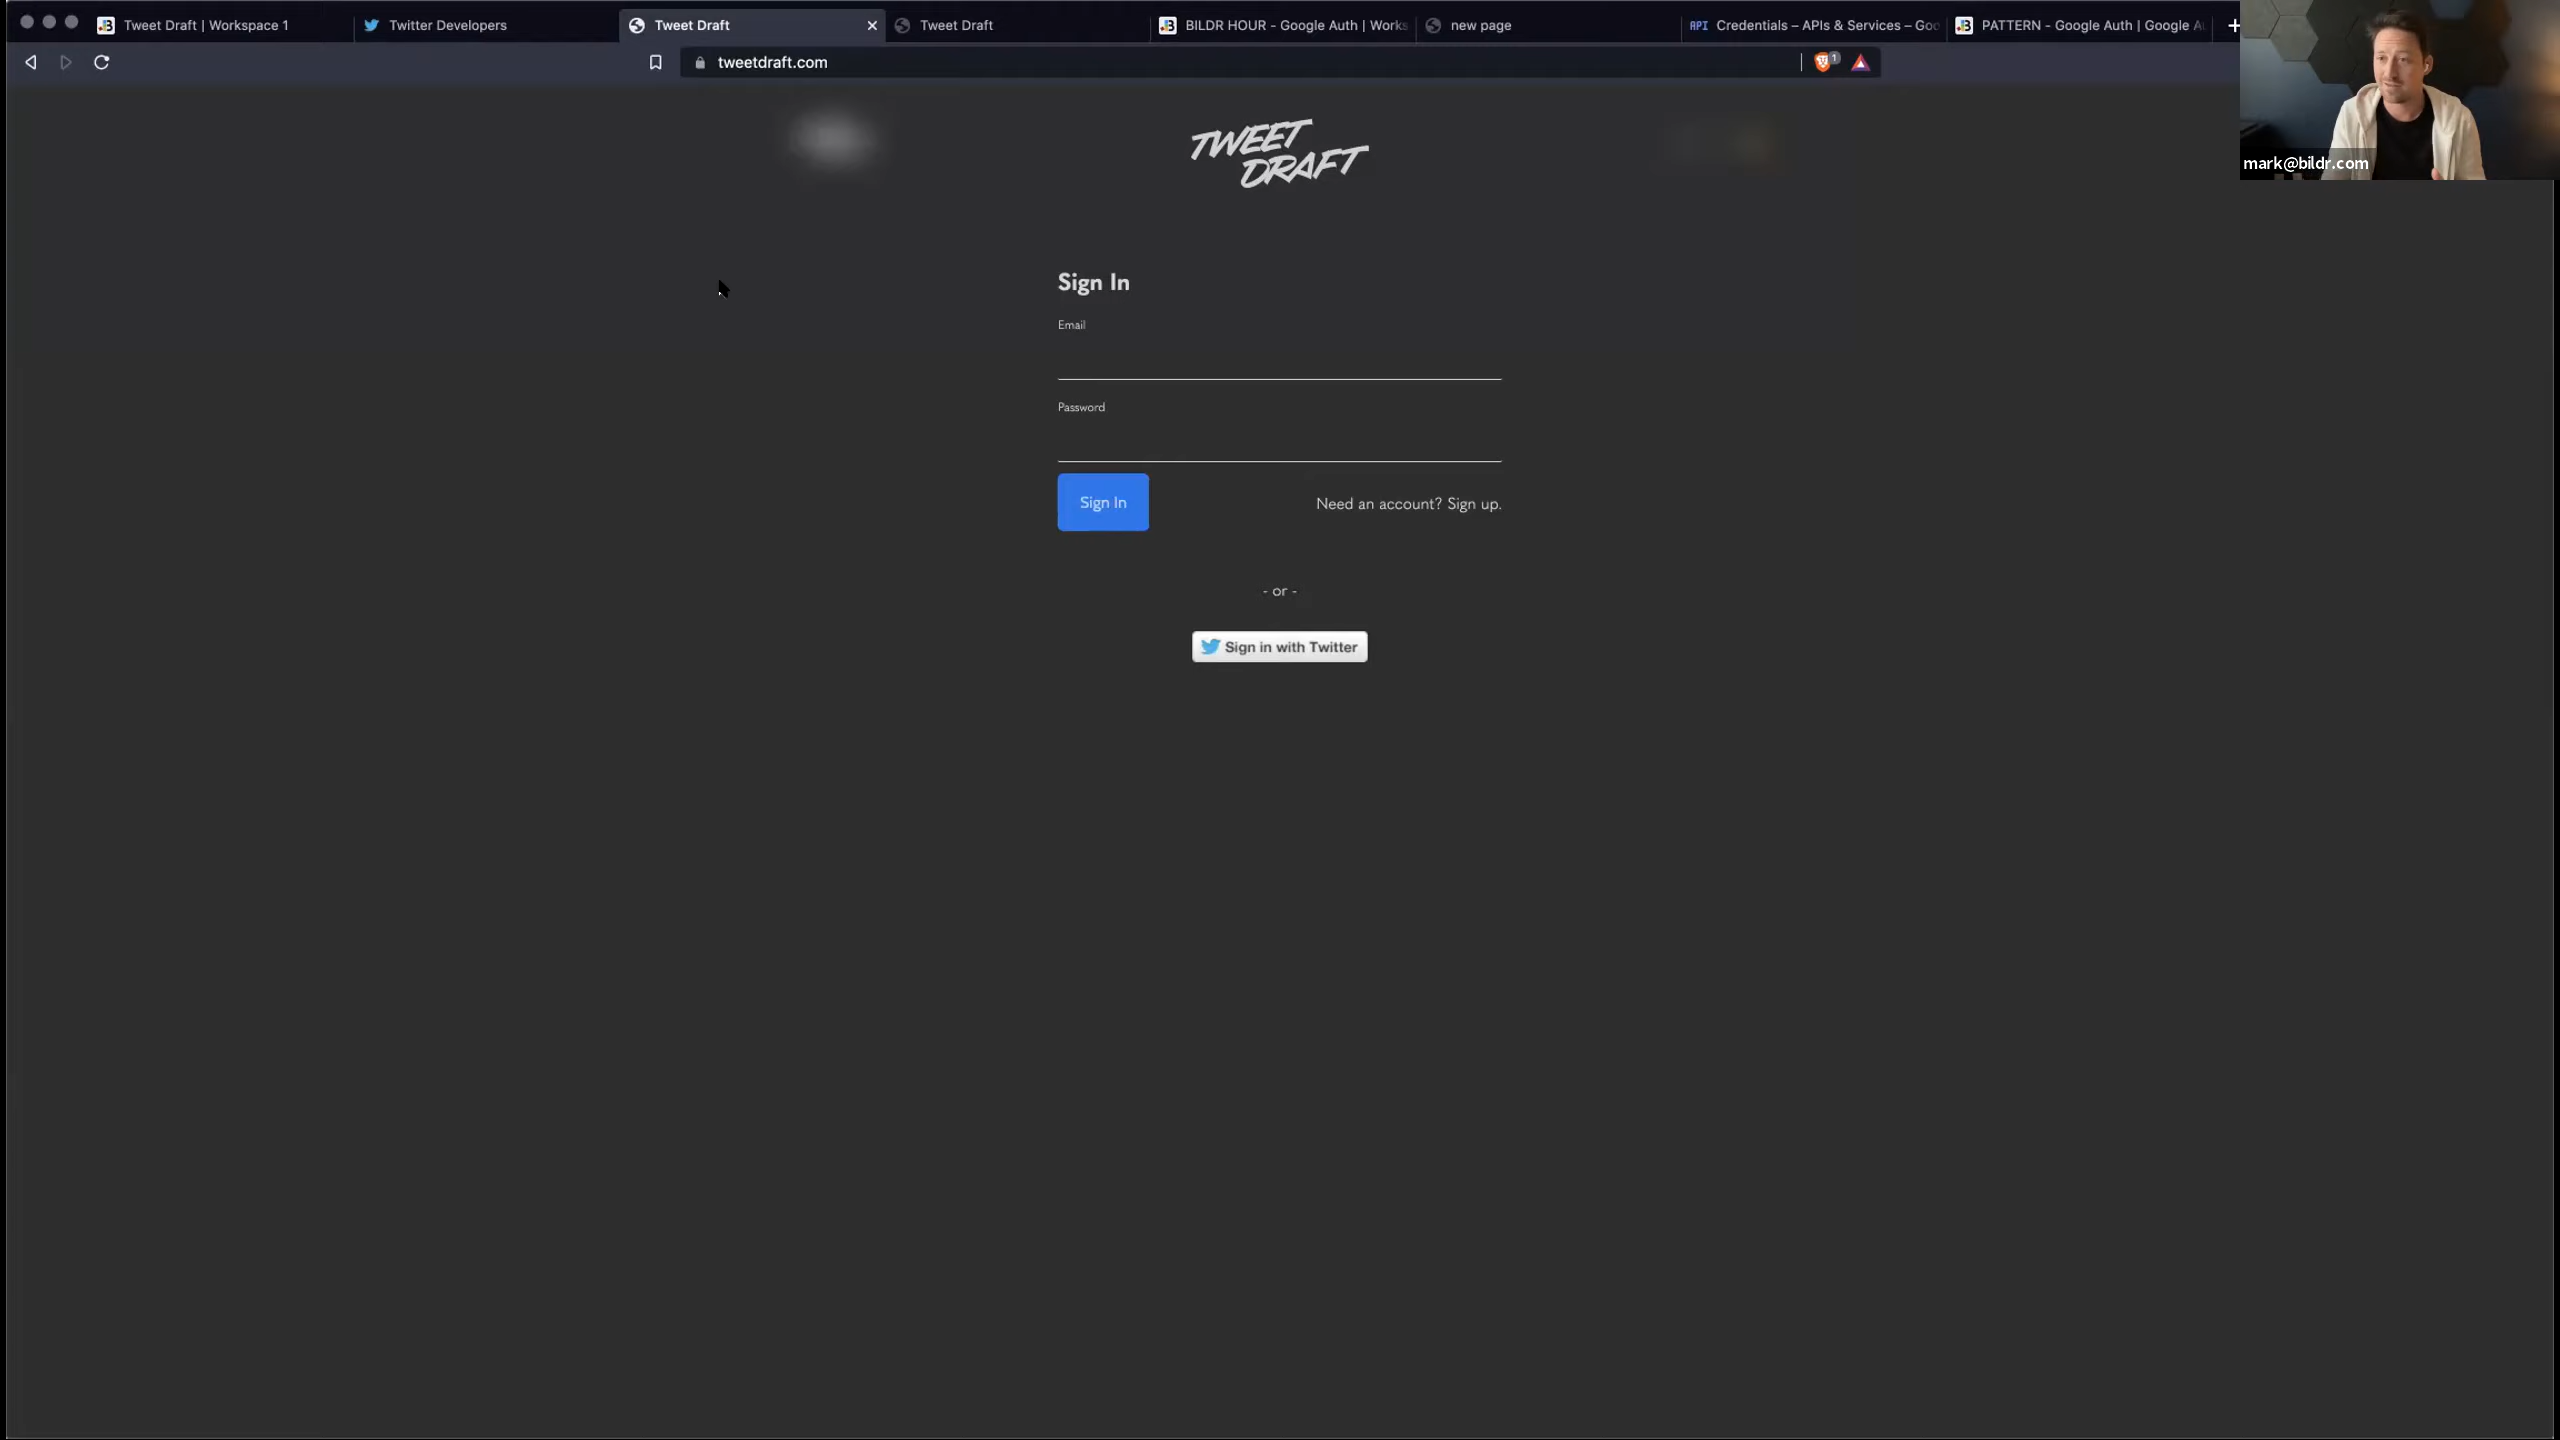 Tweet Draft | Workspace 1
Twitter Developers
Tweet Draft
Tweet Draft
BILDR HOUR - Google Auth | Works
new page
API Credentials – APIs & Services – Goo
PATTERN - Google Auth | Google A
tweetdraft.com
1
mark@bildr.com
TWEET
DRAFT
Sign In
Email
Password
Sign In
Need an account? Sign up.
- or -
Sign in with Twitter